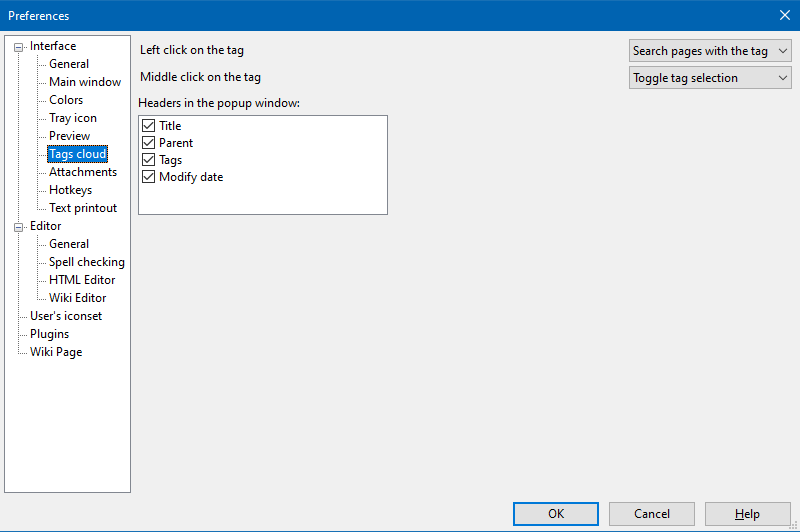 Preferences
Interface
General
Main window
Colors
Tray icon
Preview
Tags cloud
Attachments
Hotkeys
Text printout
Editor
General
Spell checking
HTML Editor
Wiki Editor
User's iconset
Plugins
Wiki Page
Left click on the tag
Search pages with the tag
Middle click on the tag
Toggle tag selection
Headers in the popup window:
Title
Parent
Tags
Modify date
OK
Cancel
Help